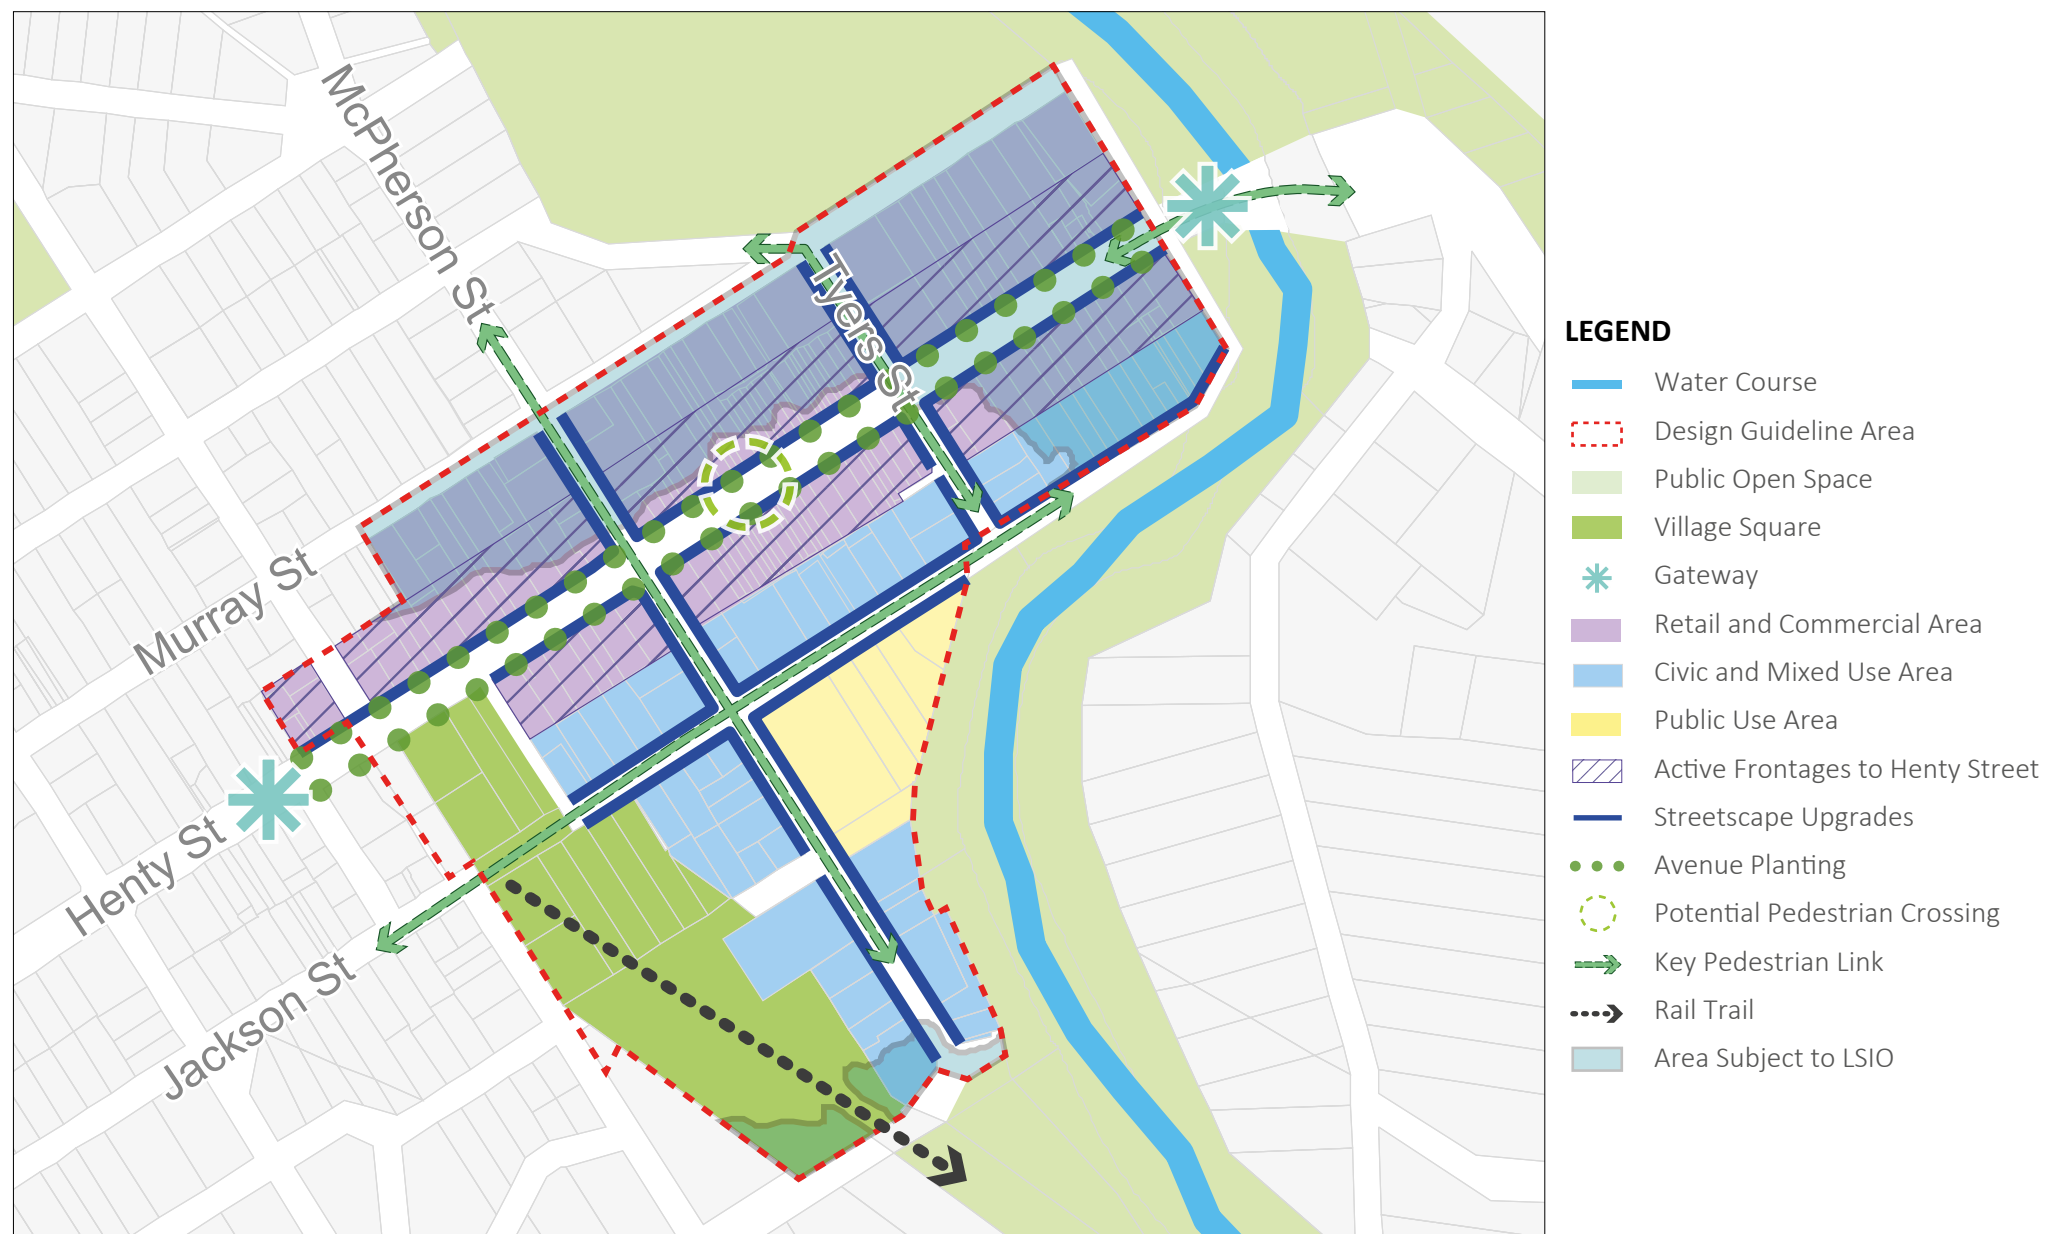 McPherson St
Tyers St
Murray St
Henty St
Jackson St
LEGEND
Water Course
Design Guideline Area
Public Open Space
Village Square
Gateway
Retail and Commercial Area
Civic and Mixed Use Area
Public Use Area
Active Frontages to Henty Street
Streetscape Upgrades
Avenue Planting
Potential Pedestrian Crossing
Key Pedestrian Link
Rail Trail
Area Subject to LSIO